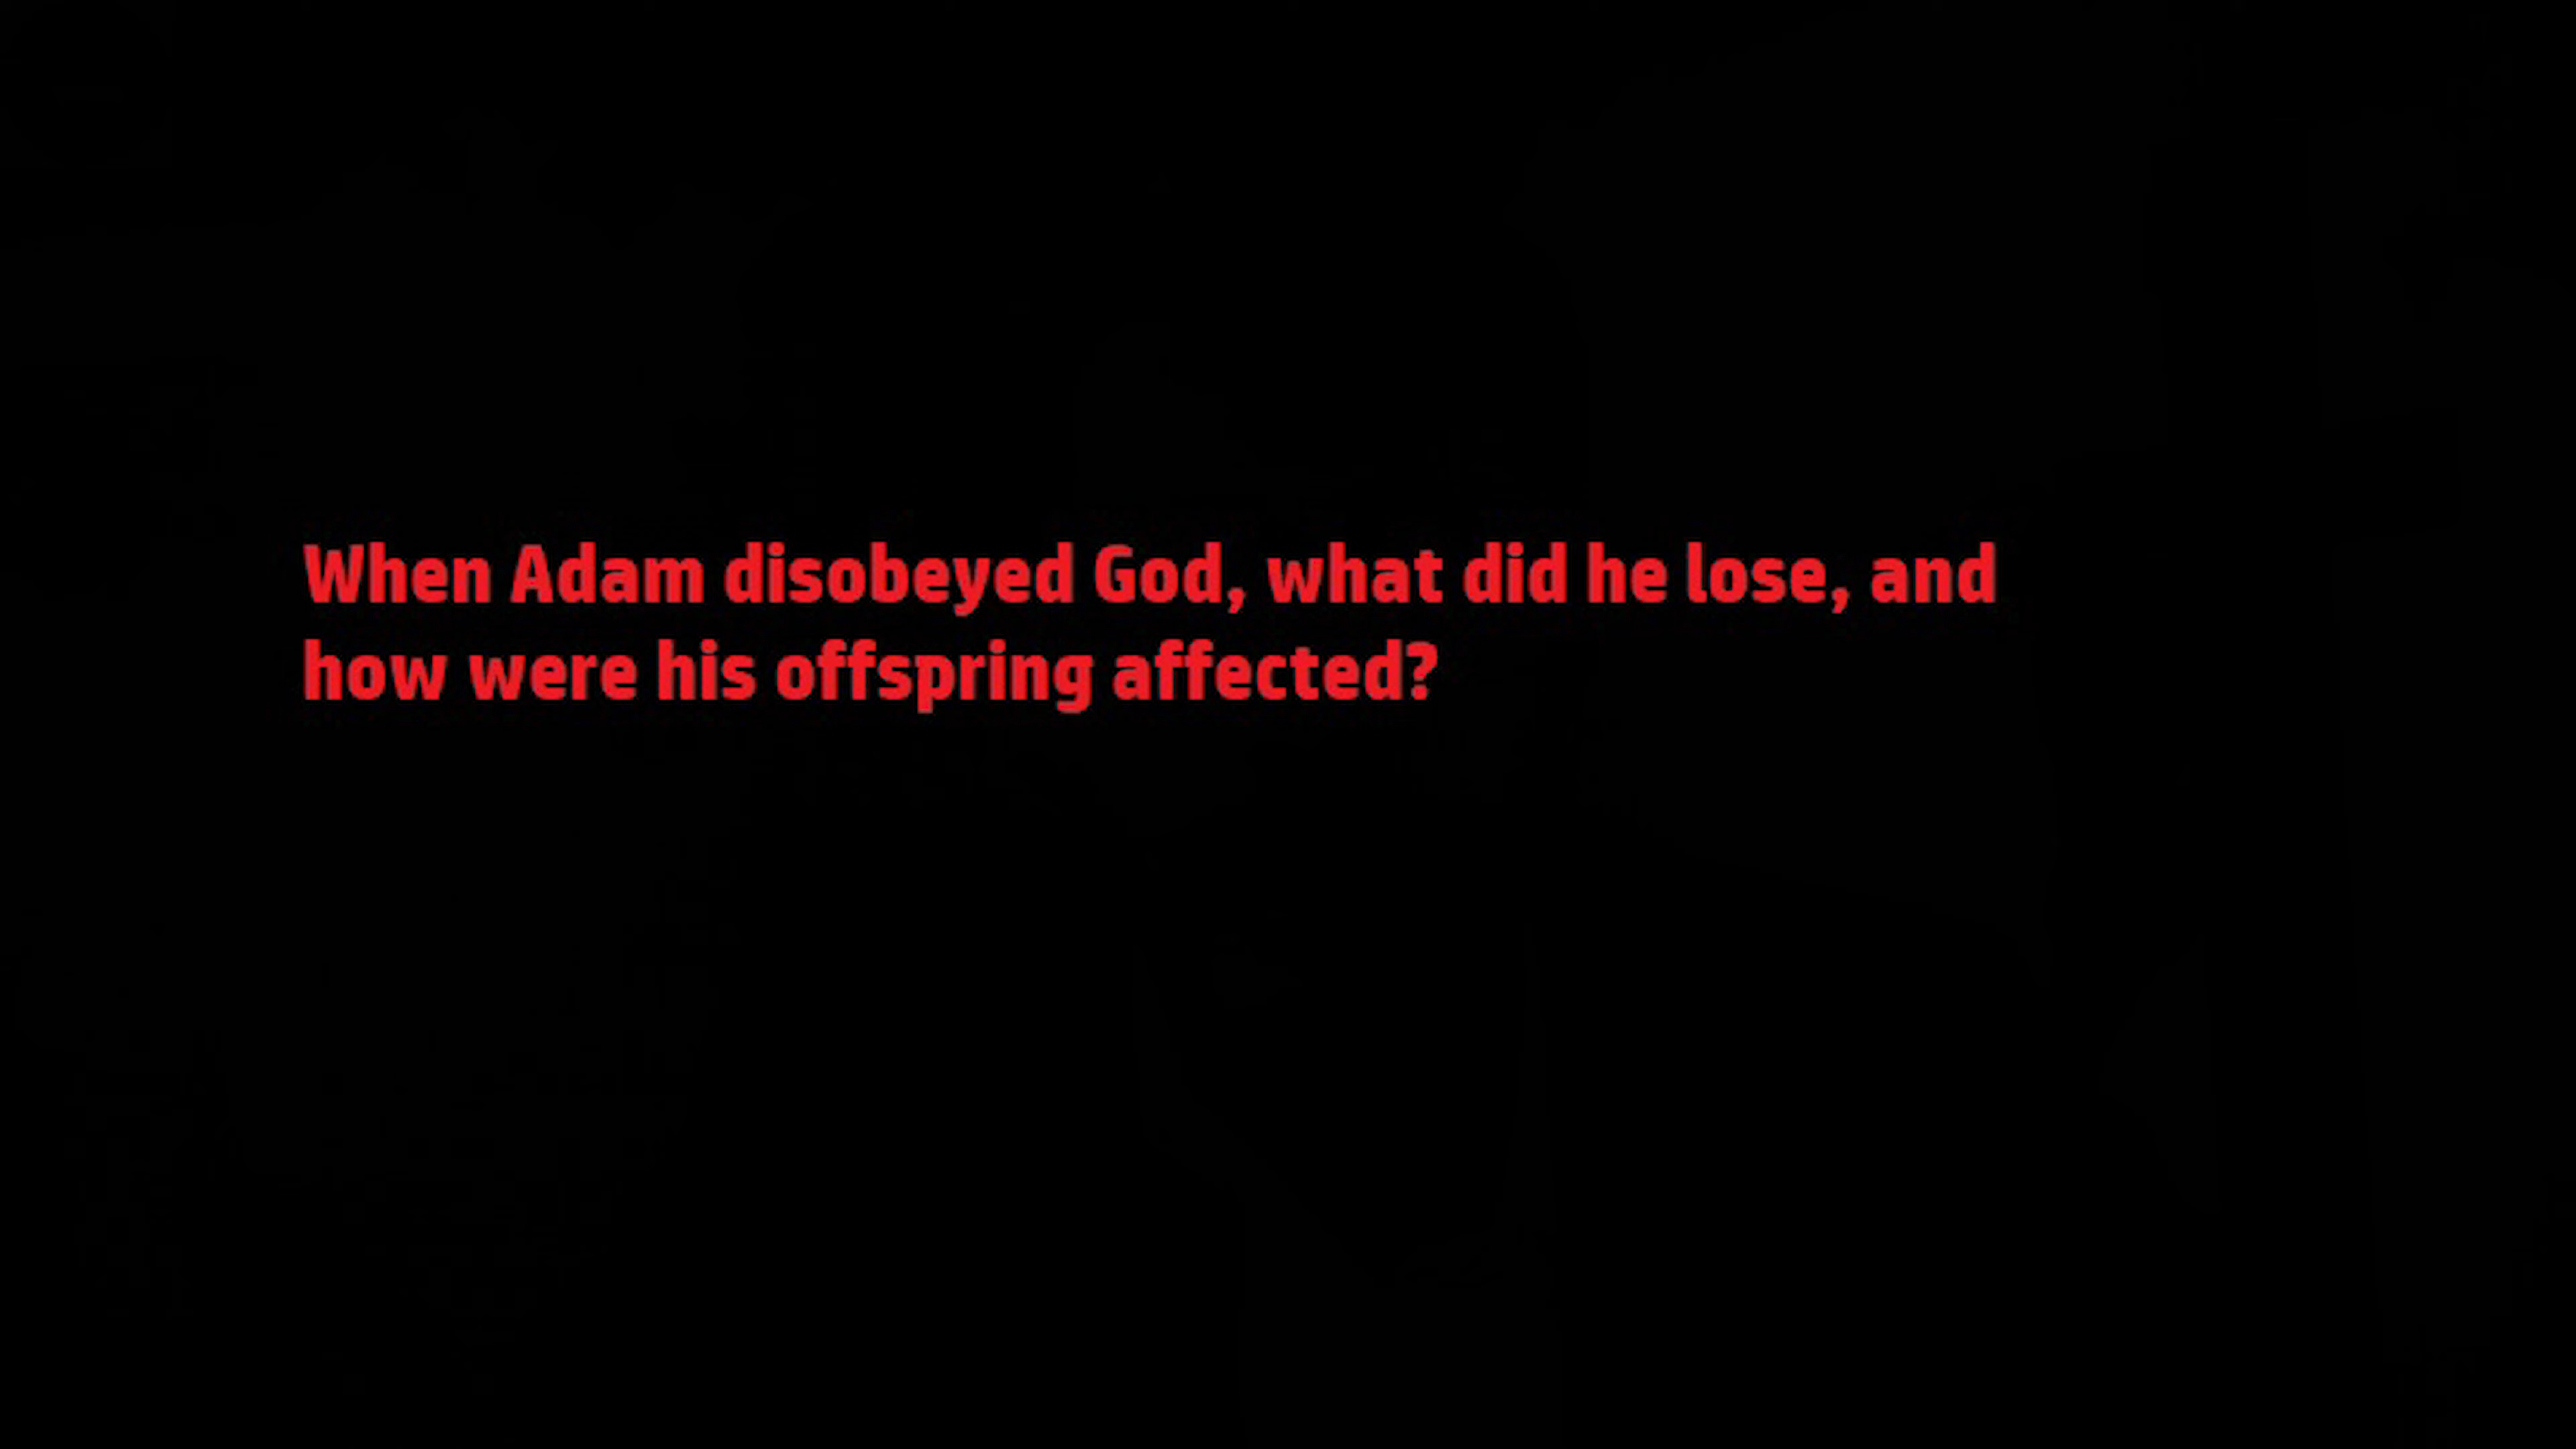 When Adam disobeyed God, what did he lose, and
how were his offspring affected?